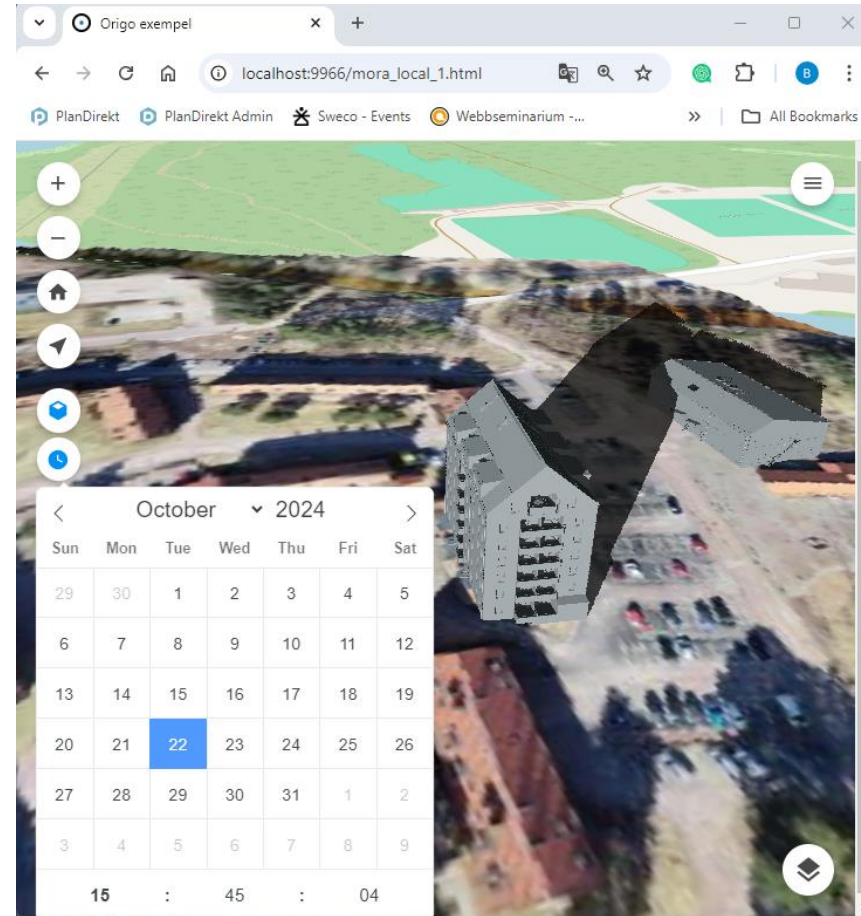 Origo exempel
localhost:9966/mora_local_1.html
B
PlanDirekt PlanDirekt Admin Sweco - Events Webbseminarium -... » All Bookmarks
October 2024
Sun Mon Tue Wed Thu Fri Sat
29 30 1 2 3 4 5
6 7 8 9 10 11 12
13 14 15 16 17 18 19
20 21 22 23 24 25 26
27 28 29 30 31 1 2
3 4 5 6 7 8 9
15 : 45 : 04